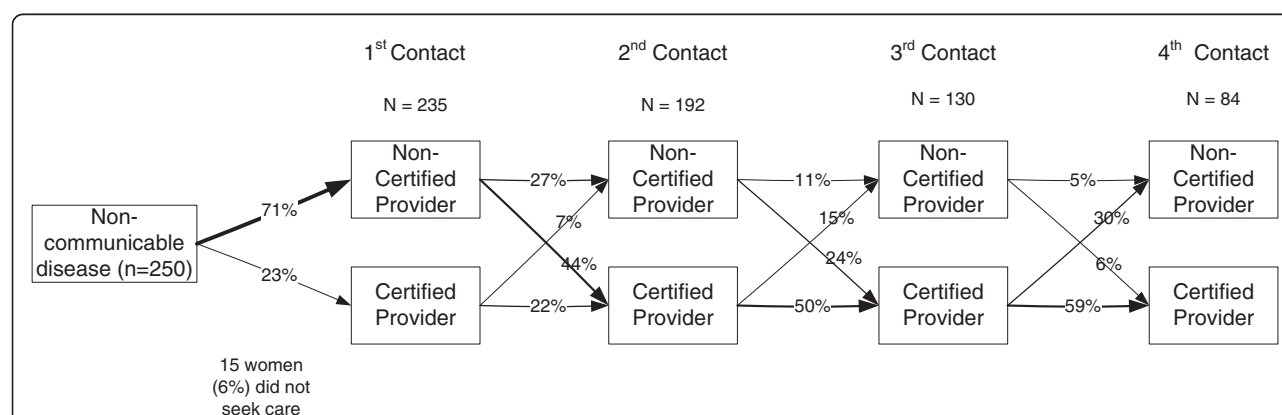 1st Contact
2nd Contact
3rd Contact
4th Contact
N = 235
N = 192
N = 130
N = 84
Non-
Certified
Provider
Non-
Certified
Provider
Non-
Certified
Provider
Non-
Certified
Provider
27%
11%
5%
71%
7%
15%
30%
Non-
communicable
disease (n=250)
44%
24%
6%
23%
Certified
Provider
Certified
Provider
Certified
Provider
Certified
Provider
22%
50%
59%
15 women
(6%) did not
seek care